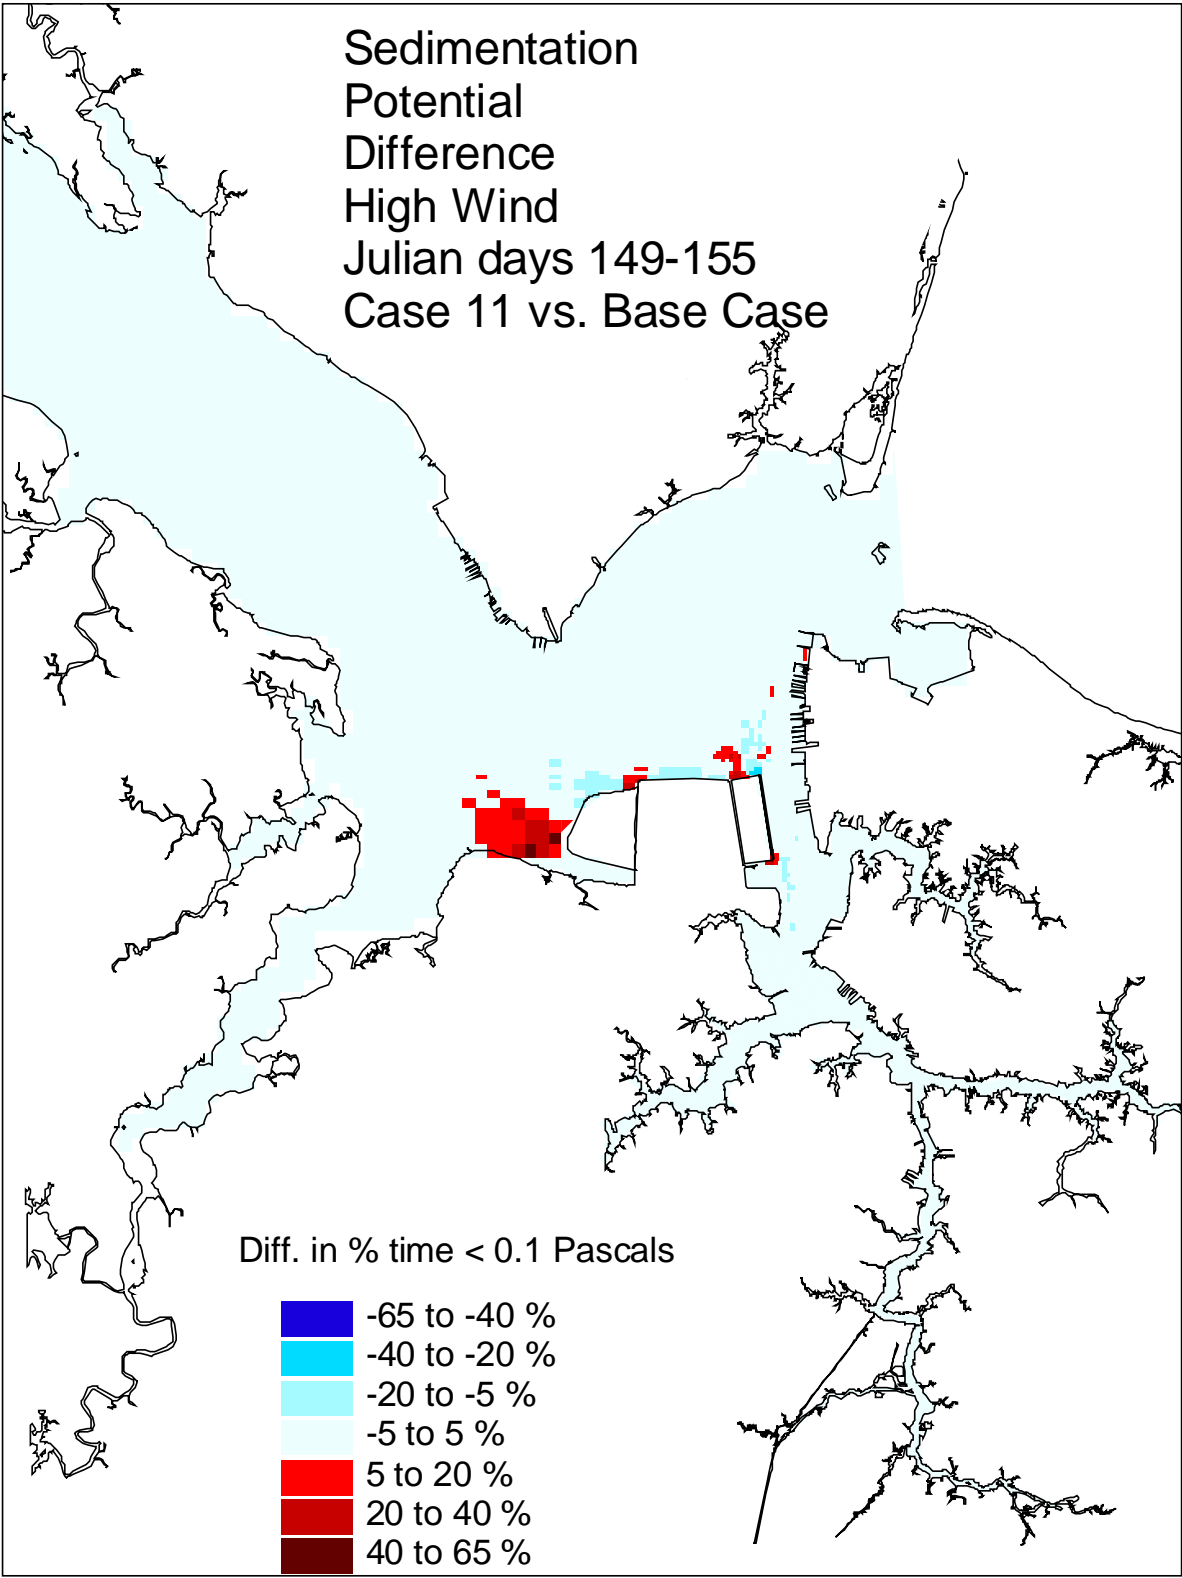 Sedimentation
Potential
Difference
High Wind
Julian days 149-155
Case 11 vs. Base Case
Diff. in % time < 0.1 Pascals
-65 to -40 %
-40 to -20 %
-20 to -5 %
-5 to 5 %
5 to 20 %
20 to 40 %
40 to 65 %